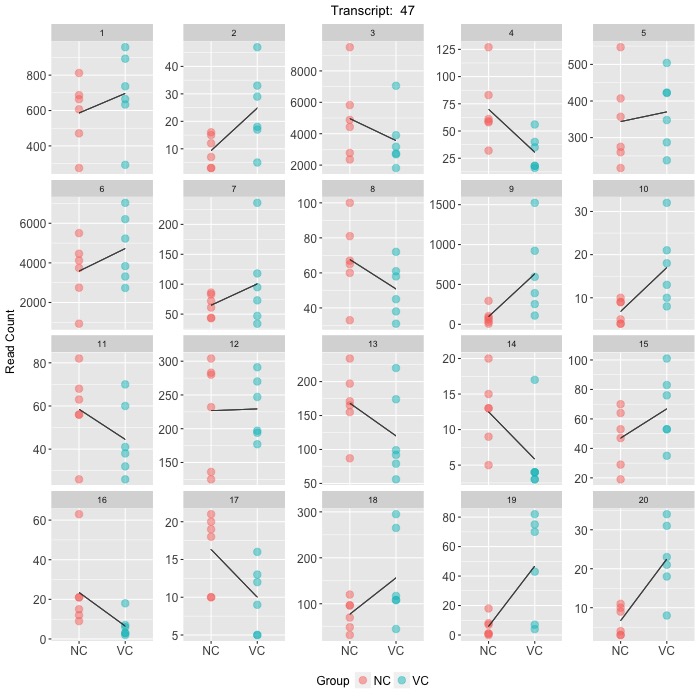 Transcript: 47
1 2 3 4 5
800 600 400
40 30 20 10
8000 6000 4000 2000
125 100 75 50 25
500 400 300
6 7 8 9 10
6000 4000 2000
200 150 100 50
100 80 60 40
1500 1000 500 0
30 20 10
Read Count
11 12 13 14 15
80 60 40
300 250 200 150
200 150 100 50
20 15 10 5
100 80 60 40 20
16 17 18 19 20
60 40 20 0
20 15 10 5
300 200 100
80 60 40 20 0
30 20 10
NC VC NC VC NC VC NC VC NC VC
Group NC VC